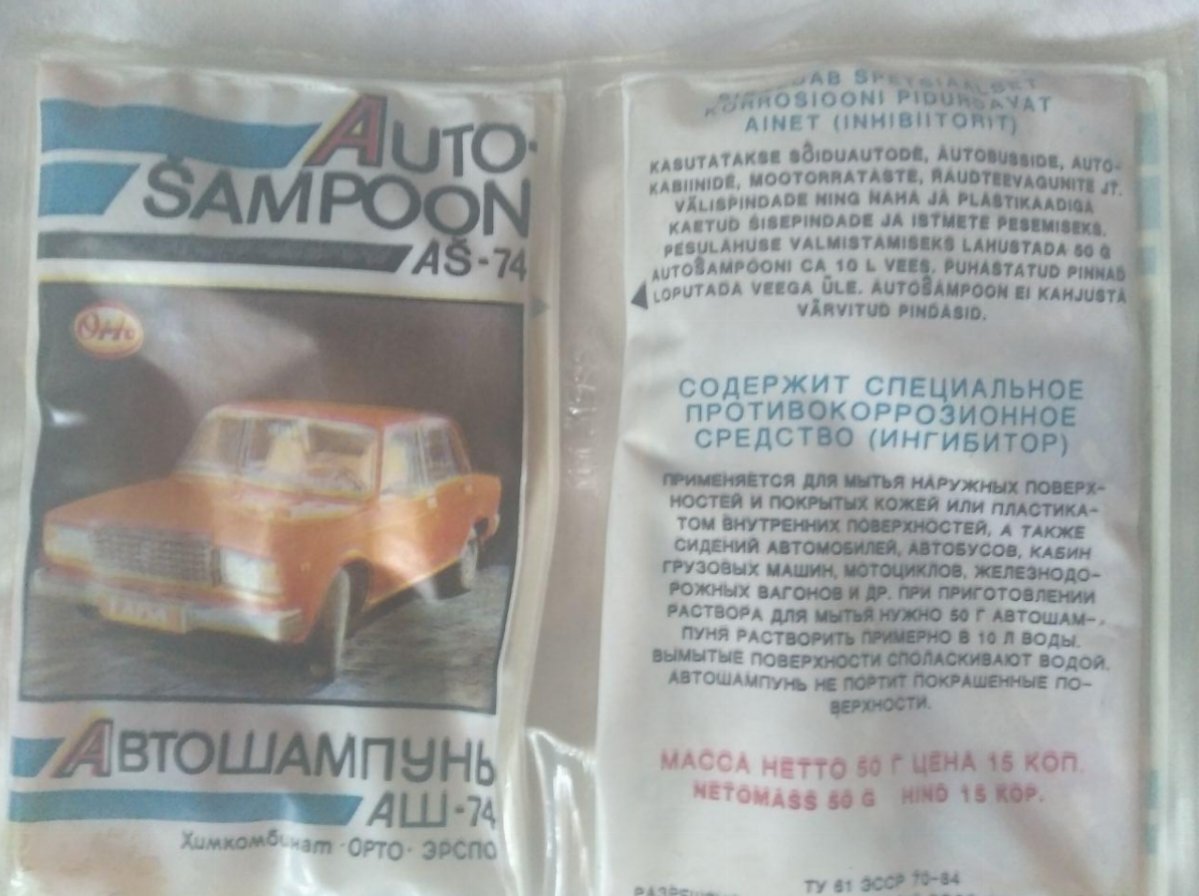 AUTO-
ŠAMPOON
AŠ-74
Orto
LADA
АВТОШАМПУНЬ
АШ-74
Химкомбинат ·ОРТО· ЭРСПО
SPETSIAALSET
KORROSIOONI PIDURDAVAT
AINET (INHIBIITORIT)
KASUTATAKSE SÕIDUAUTODE, AUTOBUSSIDE, AUTO-
KABIINIDE, MOOTORRATASTE, RAUDTEEVAGUNITE JT.
VÄLISPINDADE NING NAHA JA PLASTIKAADIGA
KAETUD SISEPINDADE JA ISTMETE PESEMISEKS.
PESULAHUSE VALMISTAMISEKS LAHUSTADA 50 G
AUTOŠAMPOONI CA 10 L VEES. PUHASTATUD PINNAD
LOPUTADA VEEGA ÜLE. AUTOŠAMPOON EI KAHJUSTA
VÄRVITUD PINDASID.
СОДЕРЖИТ СПЕЦИАЛЬНОЕ
ПРОТИВОКОРРОЗИОННОЕ
СРЕДСТВО (ИНГИБИТОР)
ПРИМЕНЯЕТСЯ ДЛЯ МЫТЬЯ НАРУЖНЫХ ПОВЕРХ-
НОСТЕЙ И ПОКРЫТЫХ КОЖЕЙ ИЛИ ПЛАСТИКА-
ТОМ ВНУТРЕННИХ ПОВЕРХНОСТЕЙ, А ТАКЖЕ
СИДЕНИЙ АВТОМОБИЛЕЙ, АВТОБУСОВ, КАБИН
ГРУЗОВЫХ МАШИН, МОТОЦИКЛОВ, ЖЕЛЕЗНОДО-
РОЖНЫХ ВАГОНОВ И ДР. ПРИ ПРИГОТОВЛЕНИИ
РАСТВОРА ДЛЯ МЫТЬЯ НУЖНО 50 Г АВТОШАМ-
ПУНЯ РАСТВОРИТЬ ПРИМЕРНО В 10 Л ВОДЫ.
ВЫМЫТЫЕ ПОВЕРХНОСТИ СПОЛАСКИВАЮТ ВОДОЙ.
АВТОШАМПУНЬ НЕ ПОРТИТ ПОКРАШЕННЫЕ ПО-
ВЕРХНОСТИ.
МАССА НЕТТО 50 Г ЦЕНА 15 КОП.
NETOMASS 50 G HIND 15 KOP.
ТУ 61 ЭССР 70-84